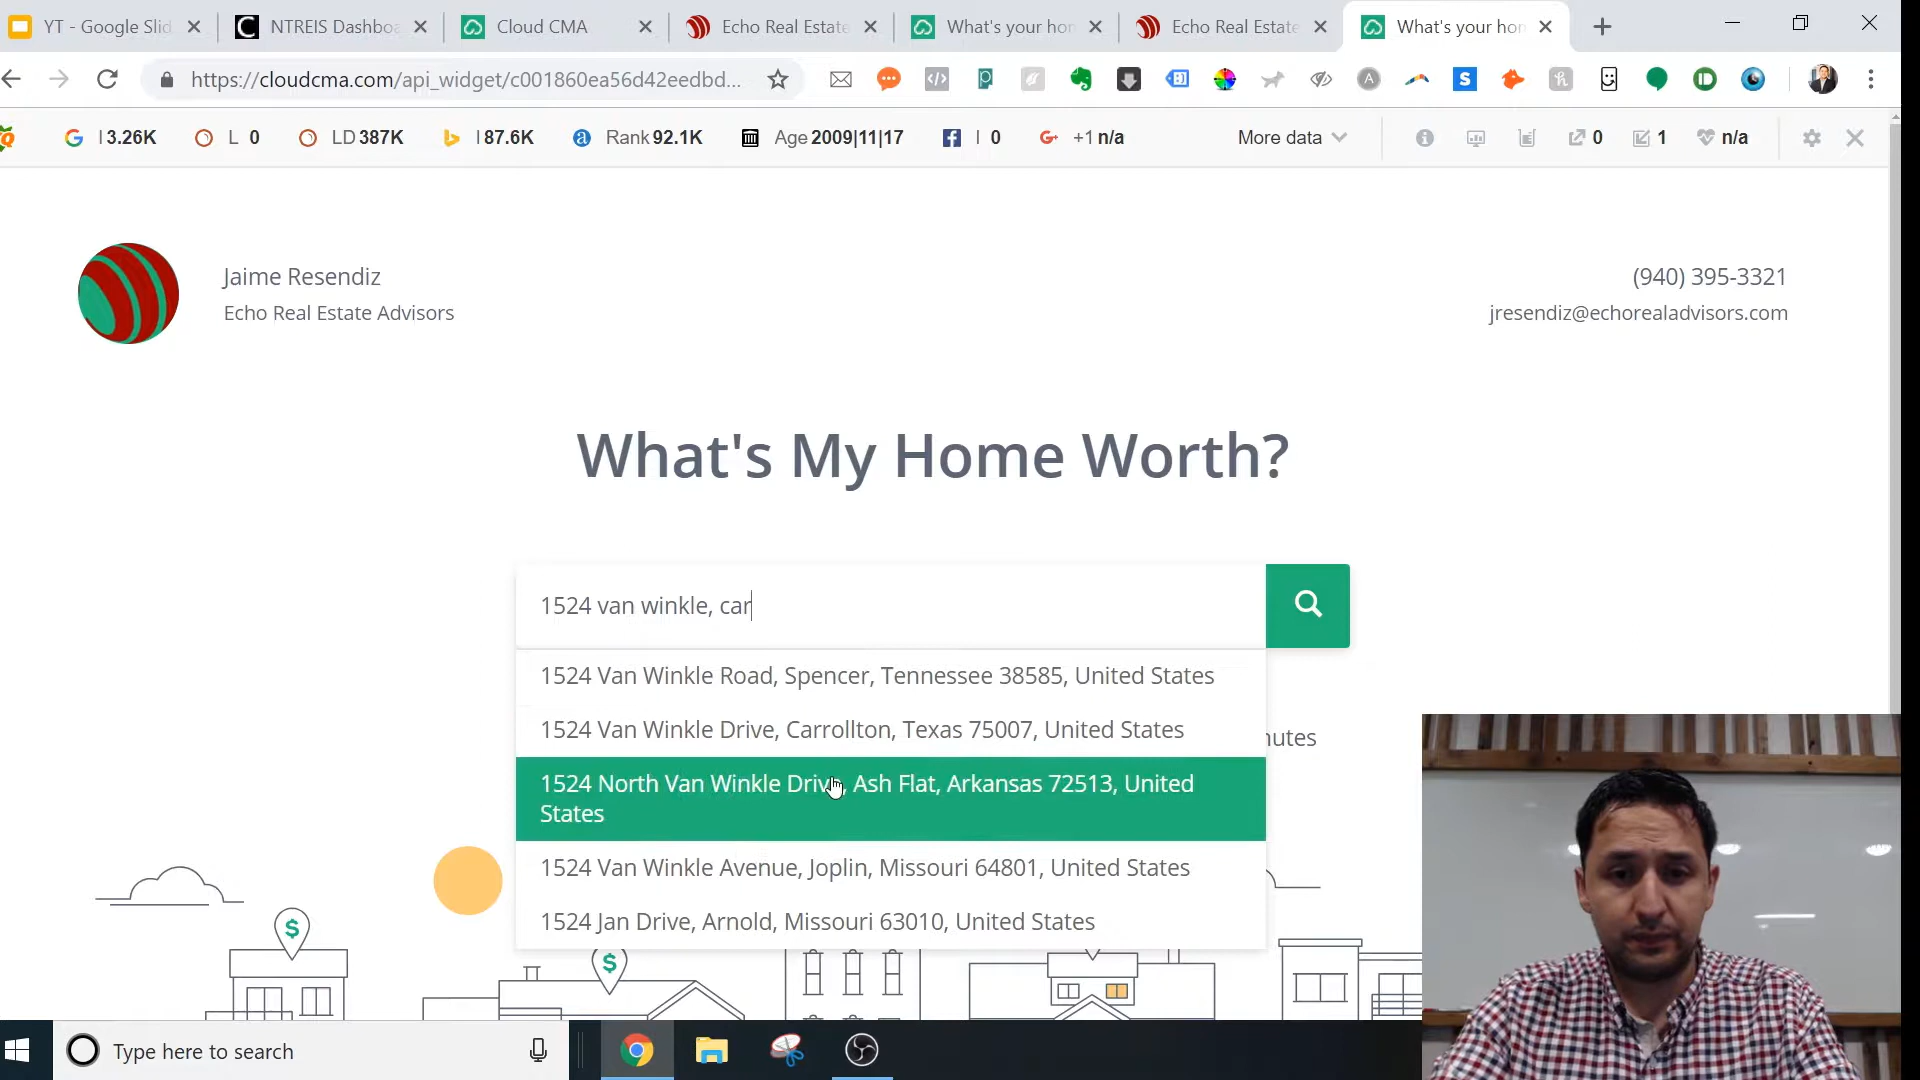 YT - Google Slid
NTREIS Dashboa
Cloud CMA
Echo Real Estate
What's your hon
Echo Real Estate
What's your hon
https://cloudcma.com/api_widget/c001860ea56d42eedbd...
I 3.26K
L 0
LD 387K
I 87.6K
Rank 92.1K
Age 2009|11|17
I 0
+1 n/a
More data
0
1
n/a
Jaime Resendiz
(940) 395-3321
Echo Real Estate Advisors
jresendiz@echorealadvisors.com
What's My Home Worth?
1524 van winkle, car
1524 Van Winkle Road, Spencer, Tennessee 38585, United States
1524 Van Winkle Drive, Carrollton, Texas 75007, United States
nutes
1524 North Van Winkle Drive, Ash Flat, Arkansas 72513, United
States
1524 Van Winkle Avenue, Joplin, Missouri 64801, United States
1524 Jan Drive, Arnold, Missouri 63010, United States
$
$
Type here to search